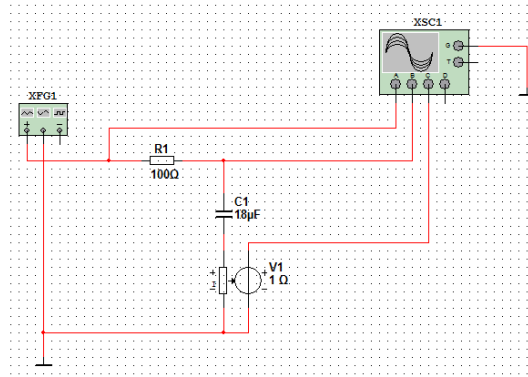 XSC1
G
T
A B C D
XFG1
+ −
R1
100Ω
C1
18µF
+ +
V1
1 Ω
− −